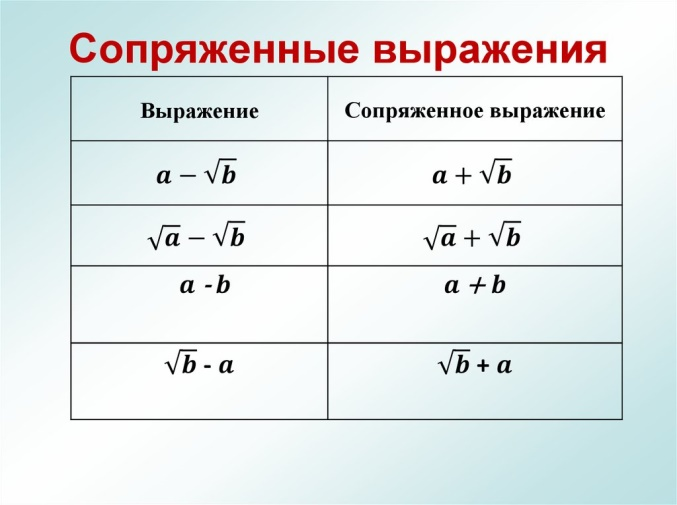 Сопряженные выражения
Выражение Сопряженное выражение
a − √b a + √b
√a − √b √a + √b
a - b a + b
√b - a √b + a